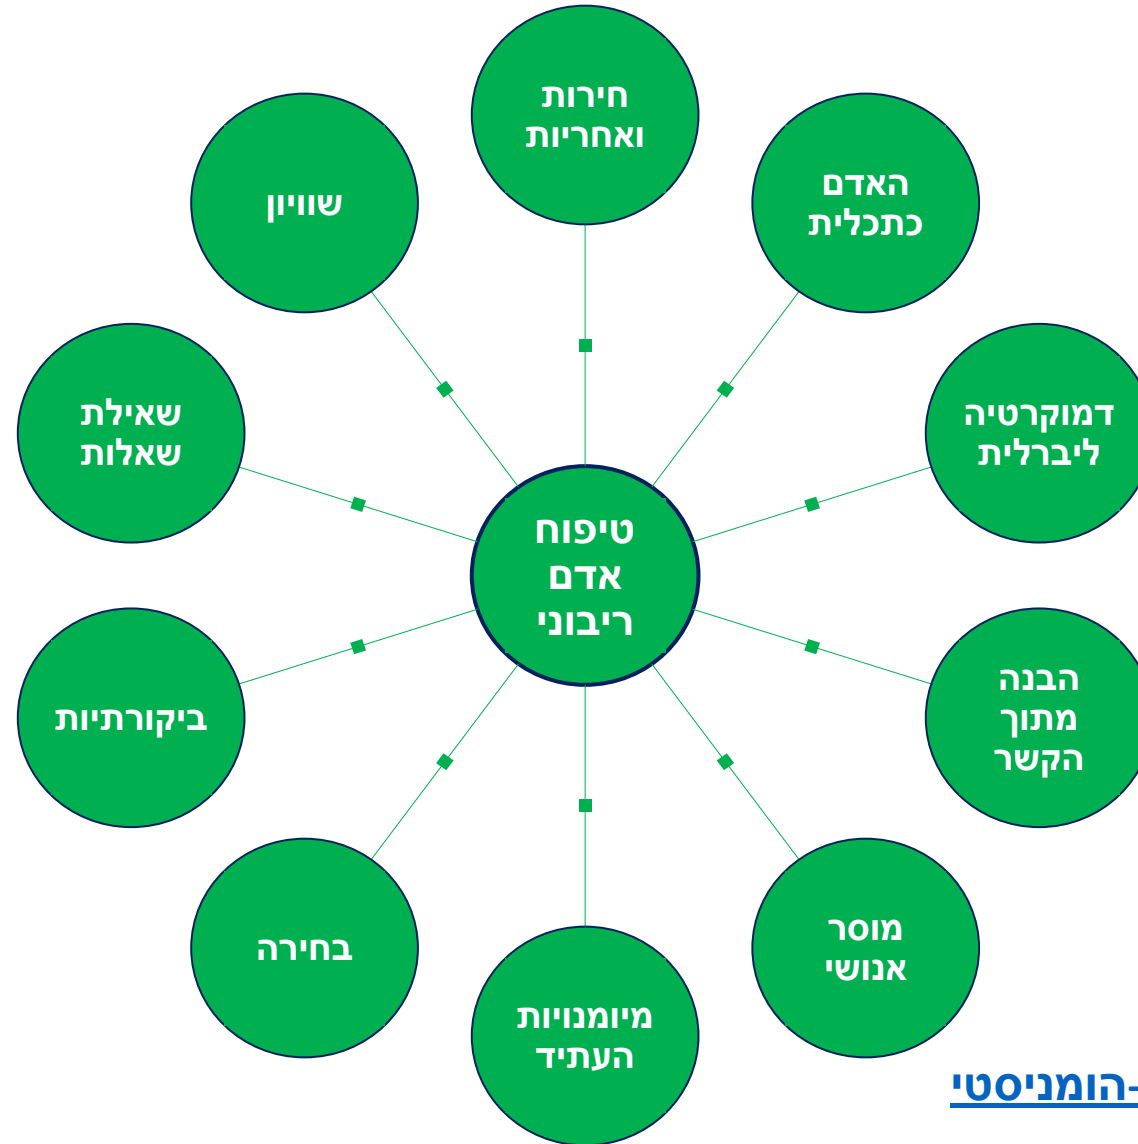 חירות
ואחריות
האדם
כתכלית
דמוקרטיה
ליברלית
הבנה
מתוך
הקשר
מוסר
אנושי
מיומנויות
העתיד
בחירה
ביקורתיות
שאילת
שאלות
שוויון
טיפוח
אדם
ריבוני
-הומניסטי